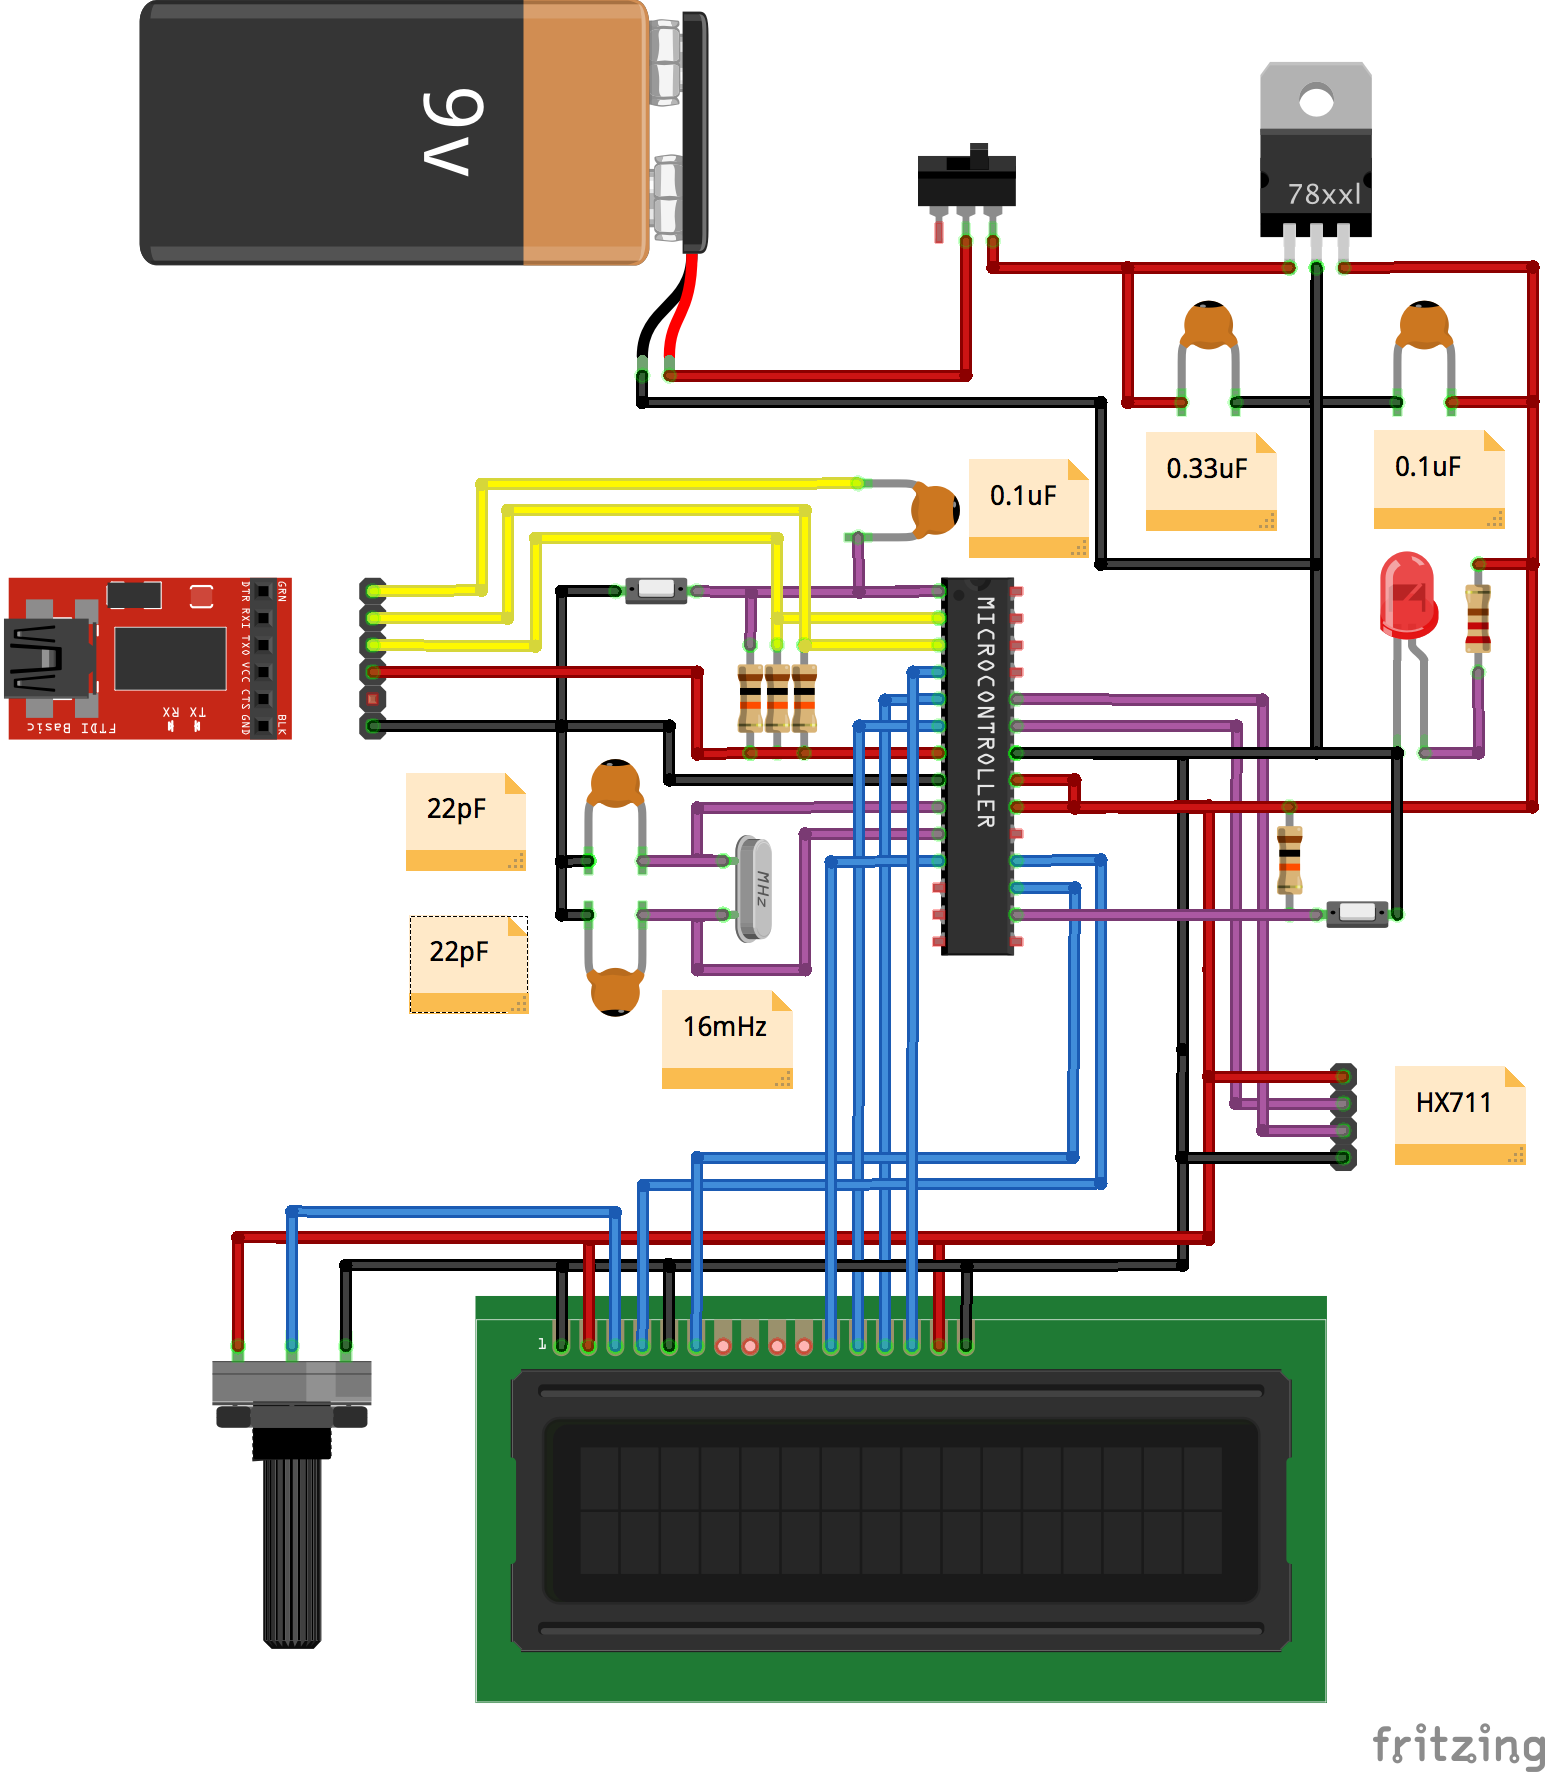 9v
78xxl
0.33uF
0.1uF
0.1uF
GRN
DTR
RXI
TXO
VCC
CTS
GND
BLK
TX
RX
FTDI Basic
MICROCONTROLLER
22pF
MHz
22pF
16mHz
HX711
1
fritzing